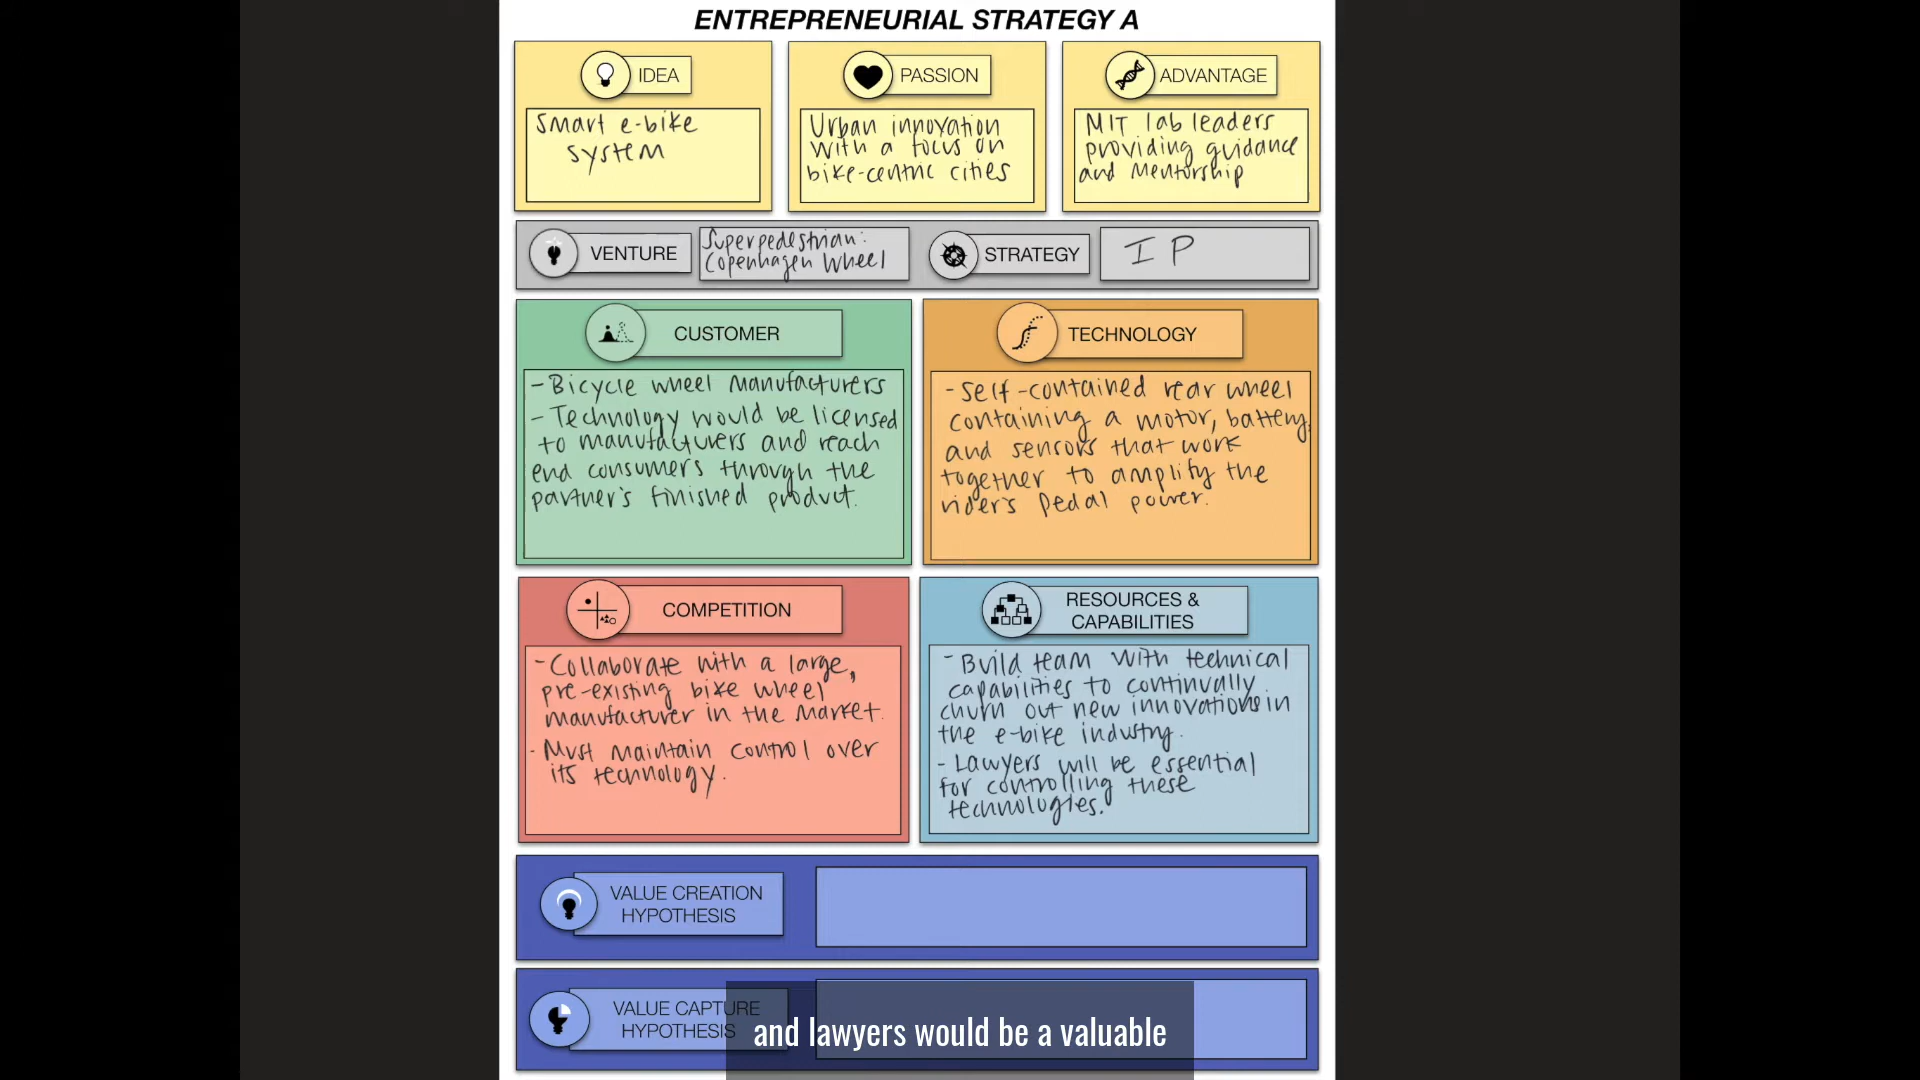 ENTREPRENEURIAL STRATEGY A
IDEA
Smart e-bike
system
PASSION
Urban innovation
with a focus on
bike-centric cities
ADVANTAGE
MIT lab leaders
providing guidance
and mentorship
VENTURE
Superpedestrian:
Copenhagen Wheel
STRATEGY
IP
CUSTOMER
- Bicycle wheel manufacturers
- Technology would be licensed
to manufacturers and reach
end consumers through the
partner's finished product.
TECHNOLOGY
- Self-contained rear wheel
containing a motor, battery,
and sensors that work
together to amplify the
rider's pedal power.
COMPETITION
- Collaborate with a large,
pre-existing bike wheel
manufacturer in the market.
- Must maintain control over
its technology.
RESOURCES &
CAPABILITIES
- Build team with technical
capabilities to continually
churn out new innovations in
the e-bike industry.
- Lawyers will be essential
for controlling these
technologies.
VALUE CREATION
HYPOTHESIS
VALUE CAPTURE
HYPOTHESIS
and lawyers would be a valuable